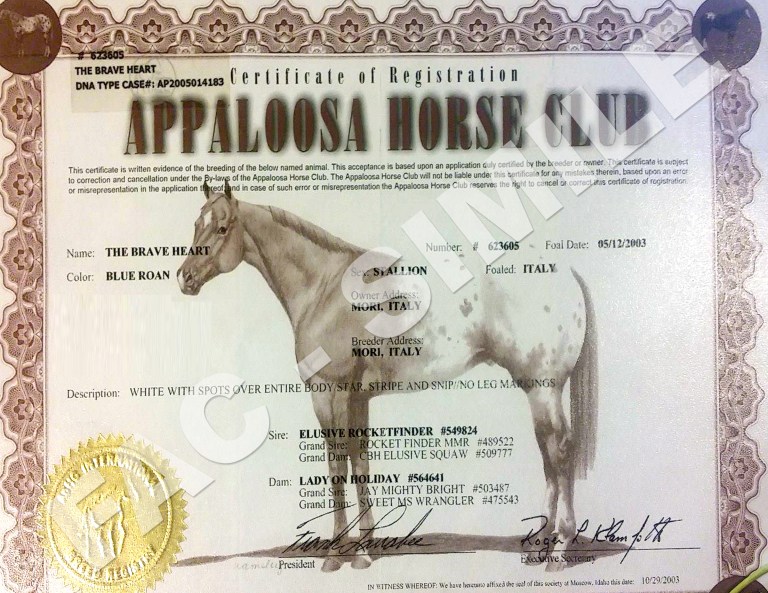 # 623605
THE BRAVE HEART
DNA TYPE CASE#: AP2005014183
Certificate of Registration
APPALOOSA HORSE CLUB
This certificate is written evidence of the breeding of the below named animal. This acceptance is based upon an application duly certified by the breeder or owner. This certificate is subject
to correction and cancellation under the By-laws of the Appaloosa Horse Club. The Appaloosa Horse Club will not be liable under this certificate for any mistakes therein, based upon an error
or misrepresentation in the application thereof and in case of such error or misrepresentation the Appaloosa Horse Club reserves the right to cancel or correct this certificate of registration.
Name: THE BRAVE HEART Number: # 623605 Foal Date: 05/12/2003
Color: BLUE ROAN Sex: STALLION Foaled: ITALY
Owner Address:
MORI, ITALY
Breeder Address:
MORI, ITALY
Description: WHITE WITH SPOTS OVER ENTIRE BODY/STAR, STRIPE AND SNIP//NO LEG MARKINGS
Sire: ELUSIVE ROCKETFINDER #549824
Grand Sire: ROCKET FINDER MMR #489522
Grand Dam: CBH ELUSIVE SQUAW #509777
Dam: LADY ON HOLIDAY #564641
Grand Sire: JAY MIGHTY BRIGHT #503487
Grand Dam: SWEET MS WRANGLER #475543
President
Roger L Klamfoth
Executive Secretary
IN WITNESS WHEREOF: We have hereunto affixed the seal of this society at Moscow, Idaho this date: 10/29/2003
APHC INTERNATIONAL
BREED REGISTRY
FAC-SIMILE